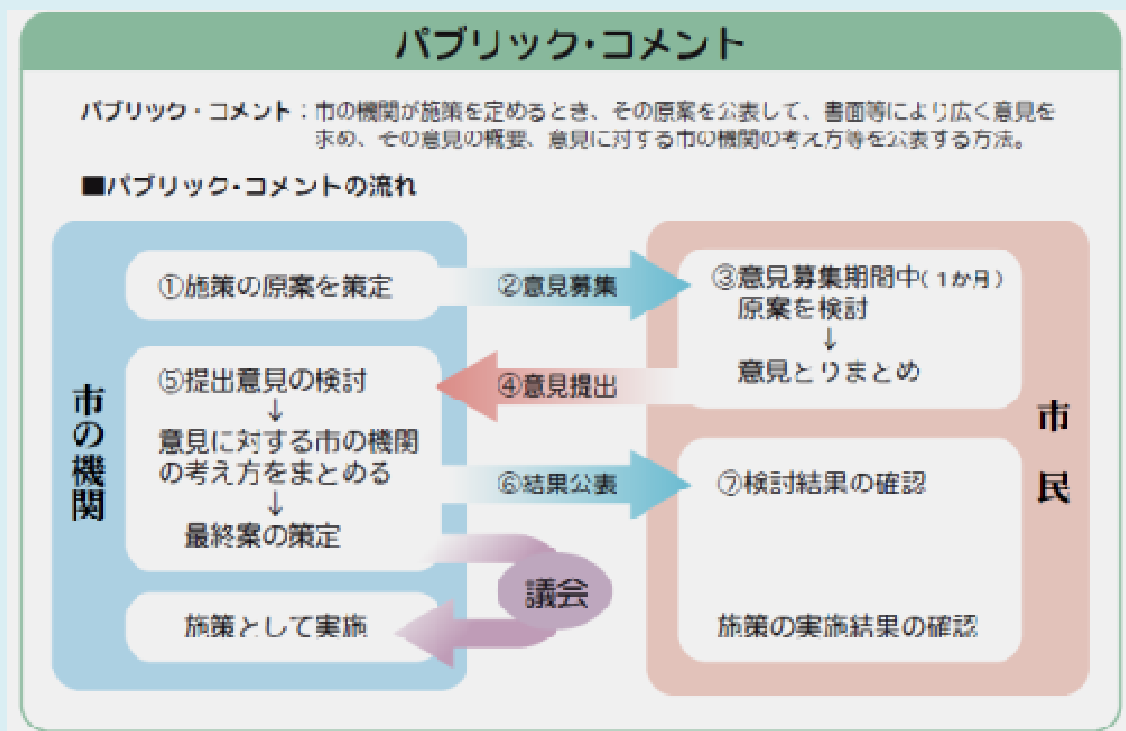 パブリック・コメント
パブリック・コメント：市の機関が施策を定めるとき、その原案を公表して、書面等により広く意見を
求め、その意見の概要、意見に対する市の機関の考え方等を公表する方法。
■パブリック・コメントの流れ
市の機関
①施策の原案を策定
②意見募集
③意見募集期間中(１か月)
原案を検討
↓
意見とりまとめ
④意見提出
⑤提出意見の検討
↓
意見に対する市の機関
の考え方をまとめる
↓
最終案の策定
⑥結果公表
⑦検討結果の確認
議会
施策として実施
施策の実施結果の確認
市民